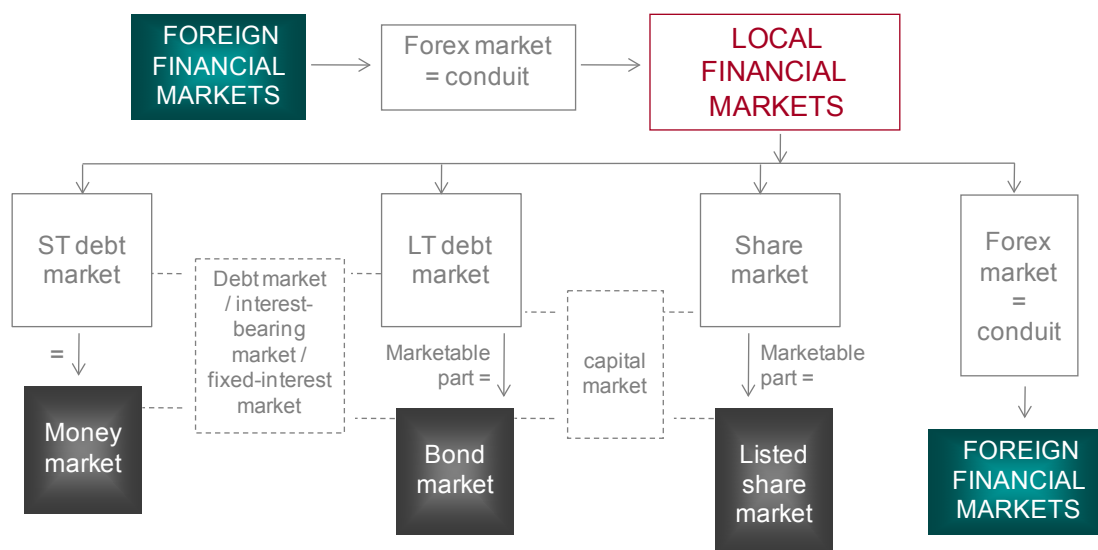 FOREIGN
FINANCIAL
MARKETS
Forex market
= conduit
LOCAL
FINANCIAL
MARKETS
ST debt
market
Debt market
/ interest-
bearing
market /
fixed-interest
market
LT debt
market
capital
market
Share
market
Forex
market
=
conduit
=
Marketable
part =
Marketable
part =
Money
market
Bond
market
Listed
share
market
FOREIGN
FINANCIAL
MARKETS